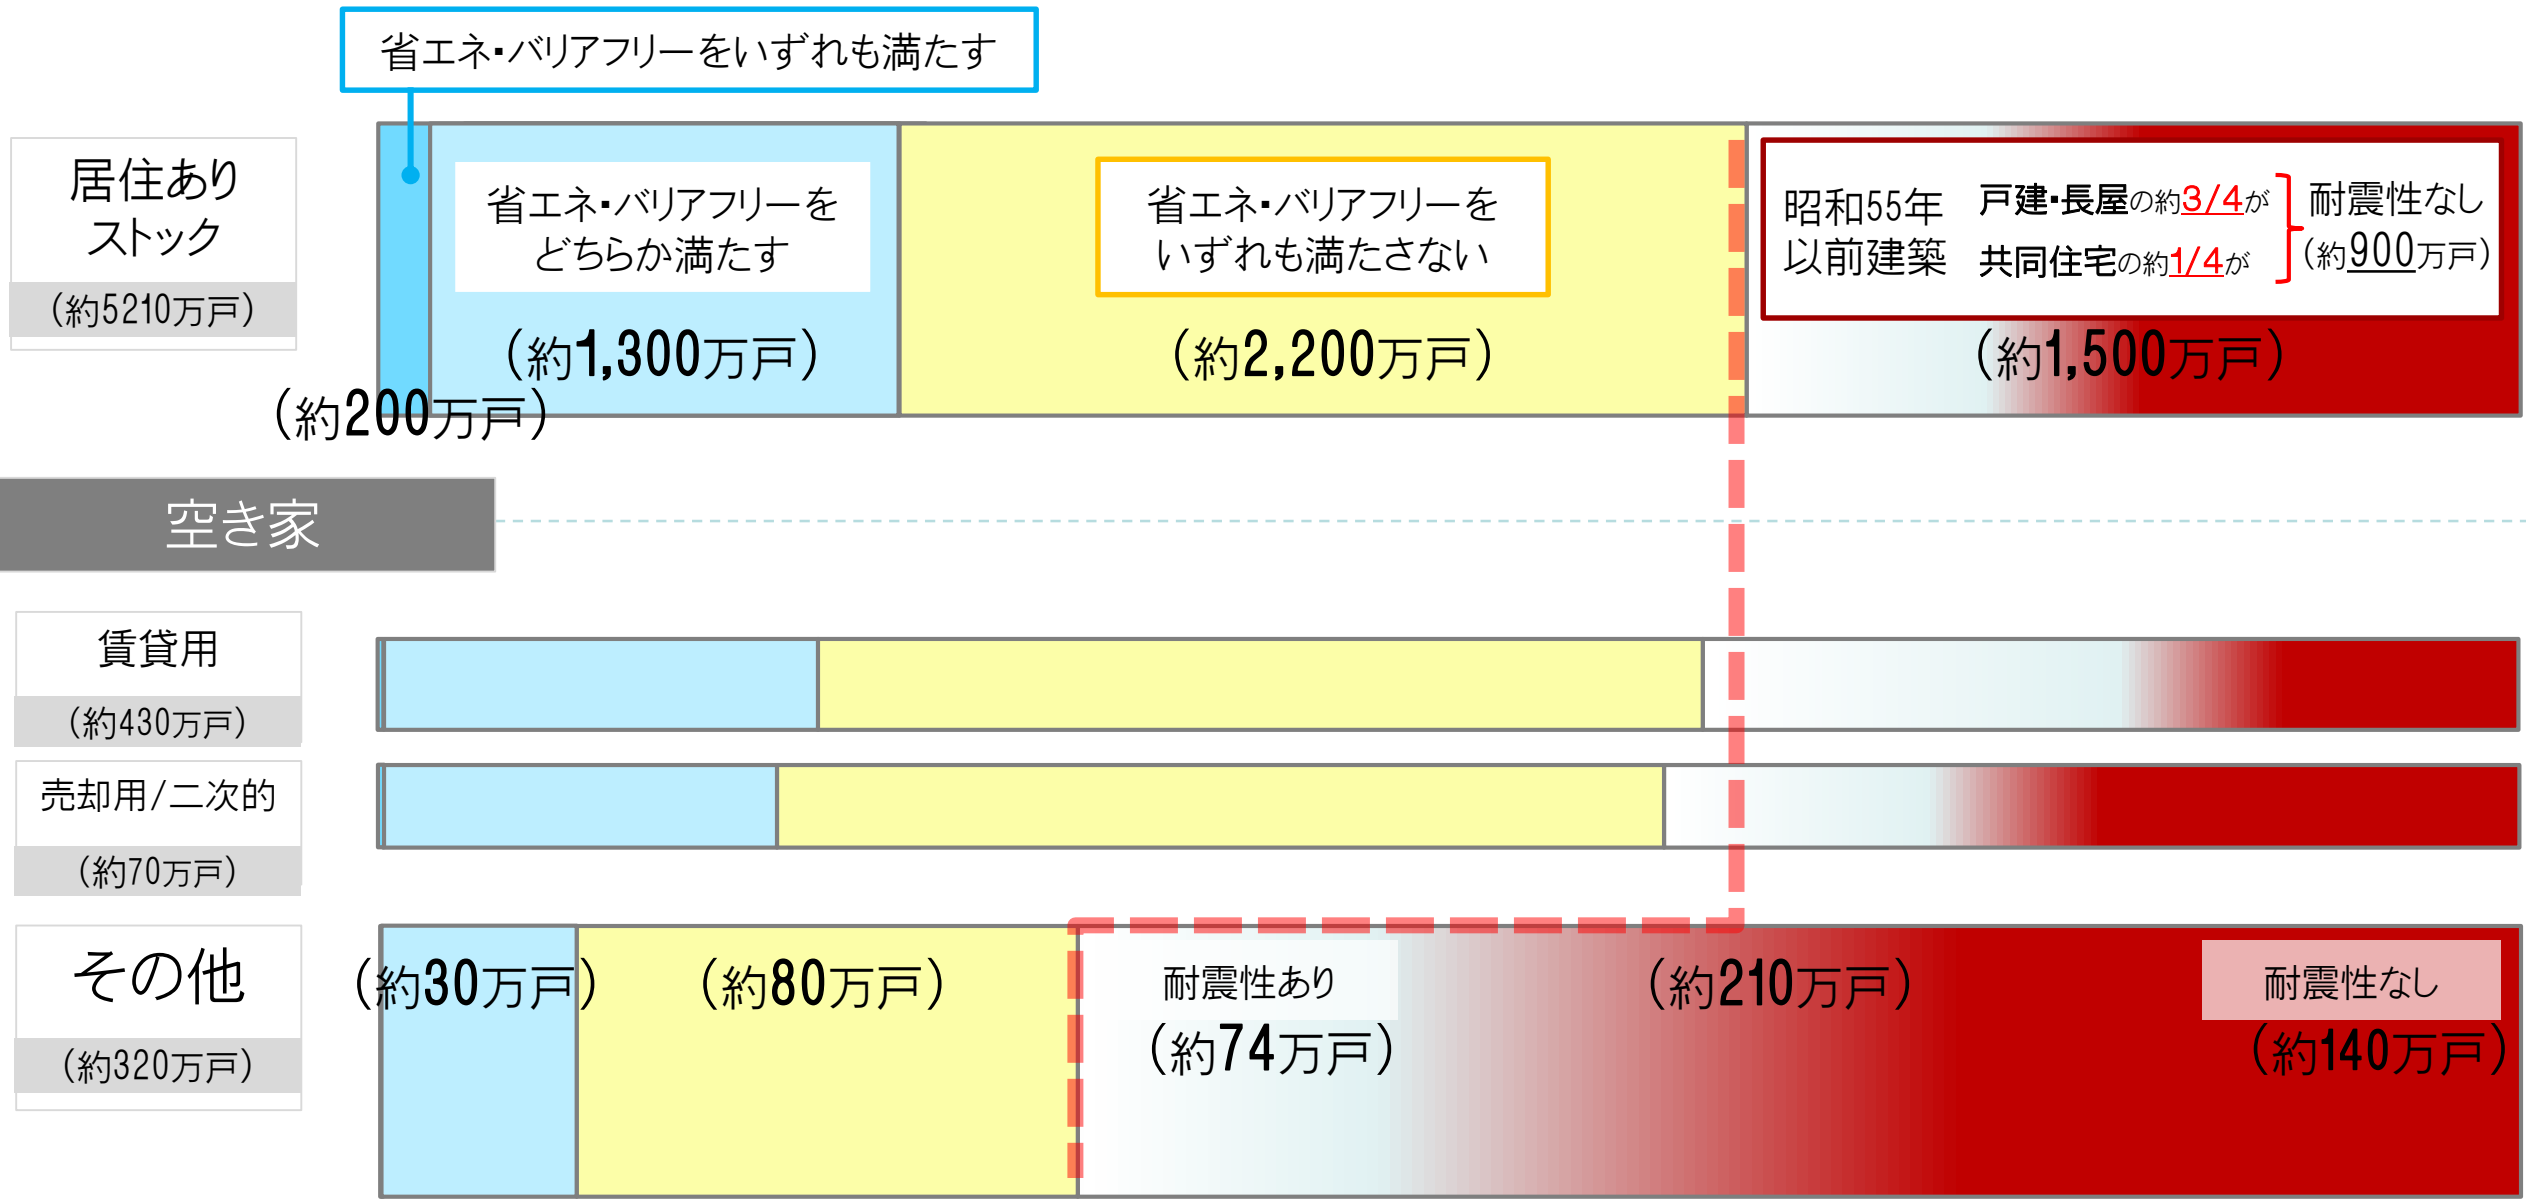 省エネ・バリアフリーをいずれも満たす
居住あり
ストック
(約5210万戸)
省エネ・バリアフリーを
どちらか満たす
(約1,300万戸)
(約200万戸)
省エネ・バリアフリーを
いずれも満たさない
(約2,200万戸)
昭和55年
以前建築
戸建・長屋の約3/4が
共同住宅の約1/4が
耐震性なし
(約900万戸)
(約1,500万戸)
空き家
賃貸用
(約430万戸)
売却用/二次的
(約70万戸)
その他
(約320万戸)
(約30万戸)
(約80万戸)
耐震性あり
(約74万戸)
(約210万戸)
耐震性なし
(約140万戸)